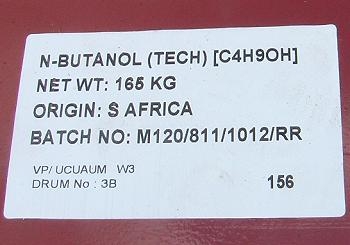 N-BUTANOL (TECH) [C4H9OH]
NET WT: 165 KG
ORIGIN: S AFRICA
BATCH NO: M120/811/1012/RR
VP/ UCUAUM W3
DRUM No : 3B 156